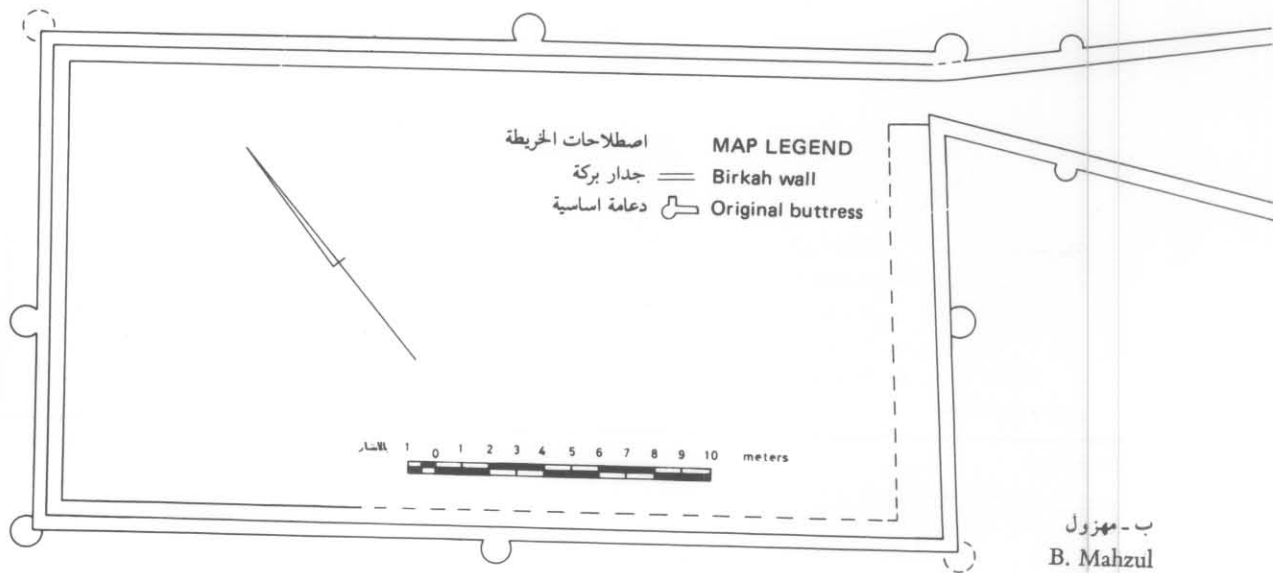 اصطلاحات الخريطة MAP LEGEND
جدار بركة Birkah wall
دعامة اساسية Original buttress
1 0 1 2 3 4 5 6 7 8 9 10 meters
ب - مهزول
B. Mahzul